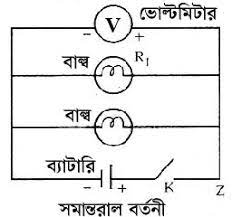 V ভোল্টমিটার
− +
বাল্ব R₁
বাল্ব
ব্যাটারি
− + K Z
সমান্তরাল বর্তনী